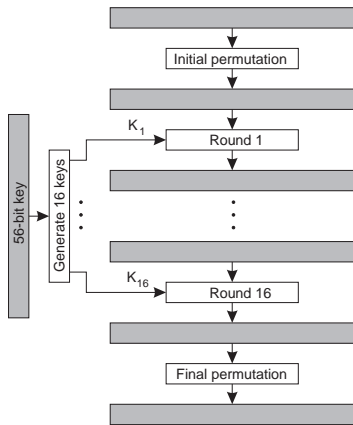 Initial permutation
K1
Round 1
56-bit key
Generate 16 keys
K16
Round 16
Final permutation